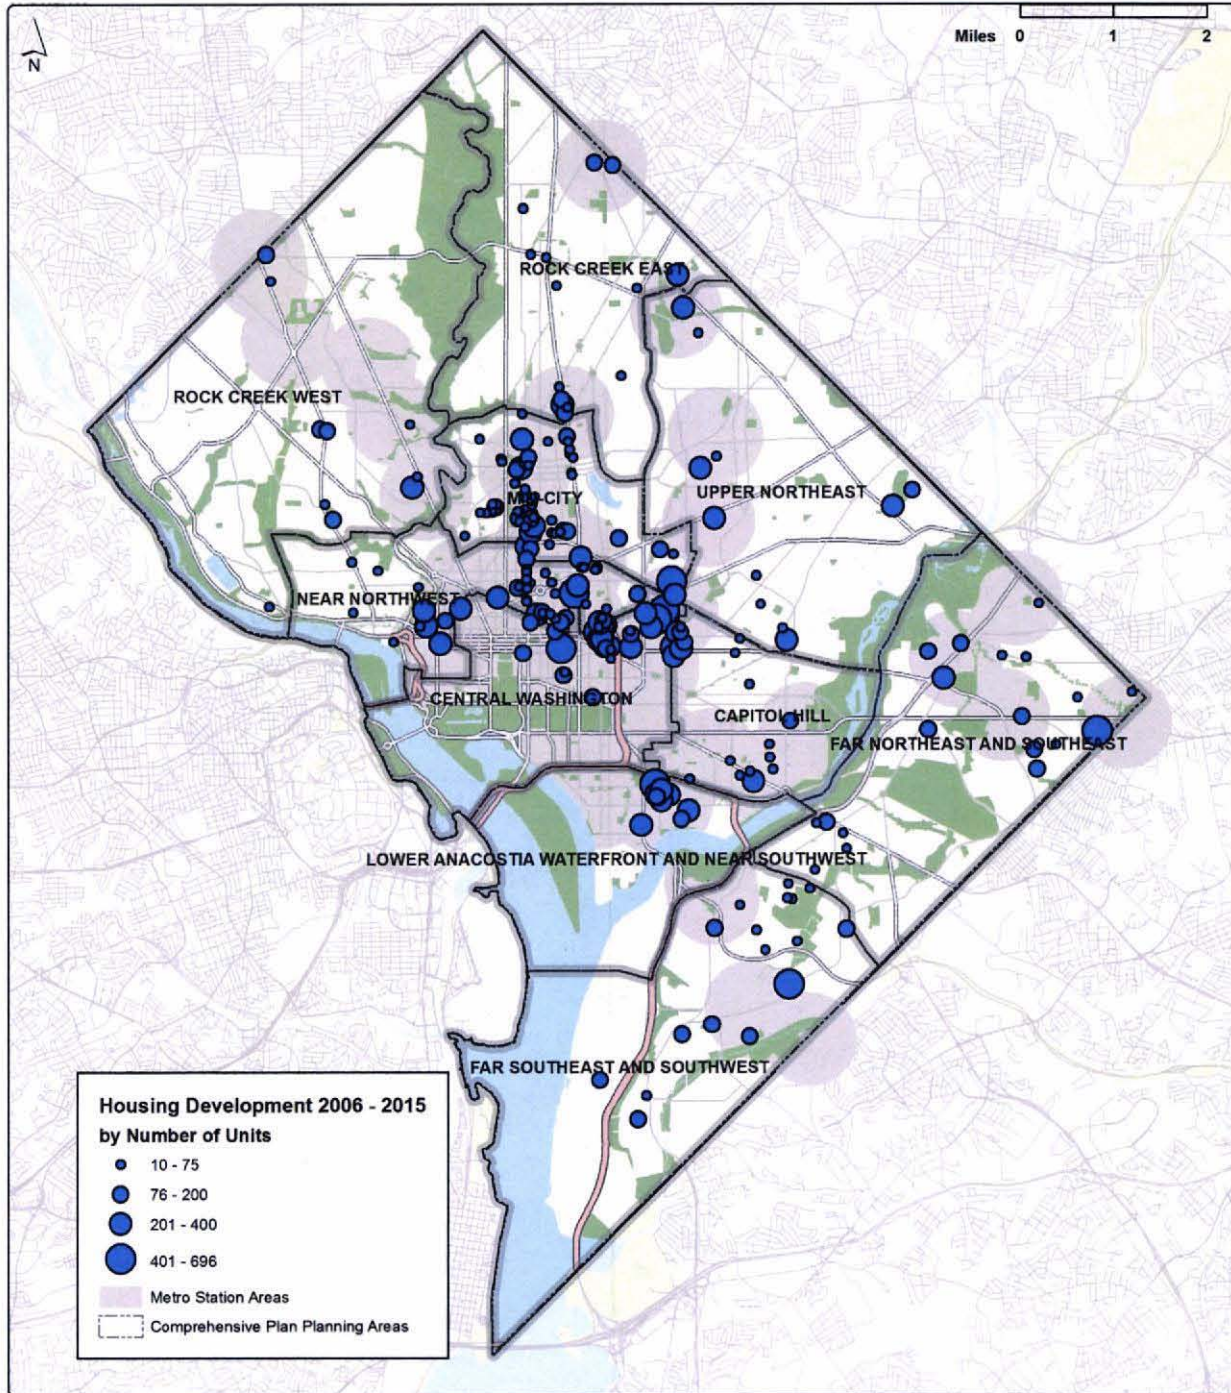 N
Miles 0 1 2
ROCK CREEK EAST
ROCK CREEK WEST
UPPER NORTHEAST
MID-CITY
NEAR NORTHWEST
CENTRAL WASHINGTON
CAPITOL HILL
FAR NORTHEAST AND SOUTHEAST
LOWER ANACOSTIA WATERFRONT AND NEAR SOUTHWEST
FAR SOUTHEAST AND SOUTHWEST
Housing Development 2006 - 2015
by Number of Units
10 - 75
76 - 200
201 - 400
401 - 696
Metro Station Areas
Comprehensive Plan Planning Areas